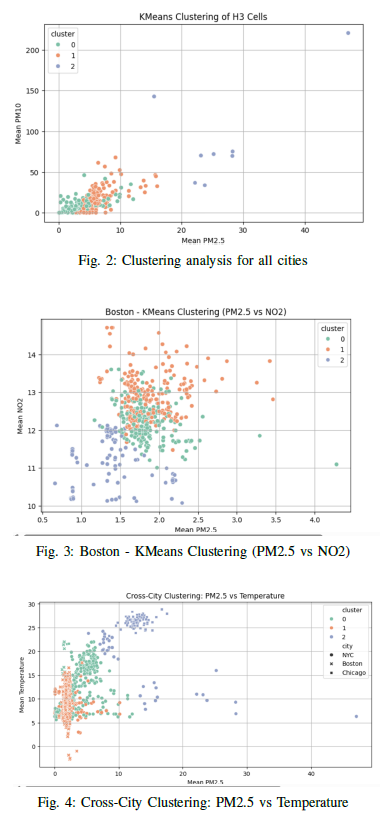 KMeans Clustering of H3 Cells
cluster
0
1
2
200
150
100
50
0
Mean PM10
0
10
20
30
40
Mean PM2.5
Fig. 2: Clustering analysis for all cities
Boston - KMeans Clustering (PM2.5 vs NO2)
cluster
0
1
2
14
13
12
11
10
Mean NO2
0.5
1.0
1.5
2.0
2.5
3.0
3.5
4.0
Mean PM2.5
Fig. 3: Boston - KMeans Clustering (PM2.5 vs NO2)
Cross-City Clustering: PM2.5 vs Temperature
cluster
0
1
2
city
NYC
Boston
Chicago
30
25
20
15
10
5
0
Mean Temperature
0
10
20
30
40
Mean PM2.5
Fig. 4: Cross-City Clustering: PM2.5 vs Temperature